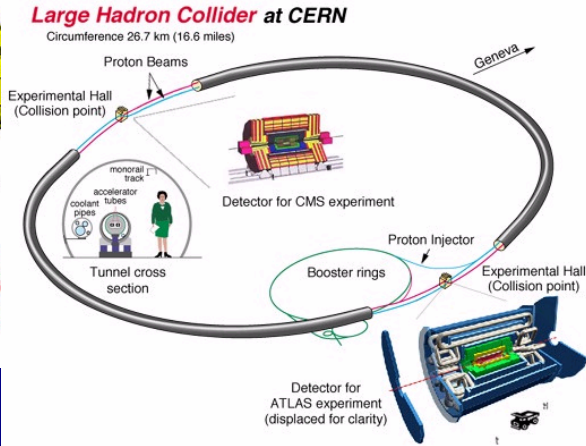 Large Hadron Collider at CERN
Circumference 26.7 km (16.6 miles)
Proton Beams
Geneva
Experimental Hall
(Collision point)
monorail
track
accelerator
tubes
coolant
pipes
Tunnel cross
section
Detector for CMS experiment
Proton Injector
Booster rings
Experimental Hall
(Collision point)
Detector for
ATLAS experiment
(displaced for clarity)